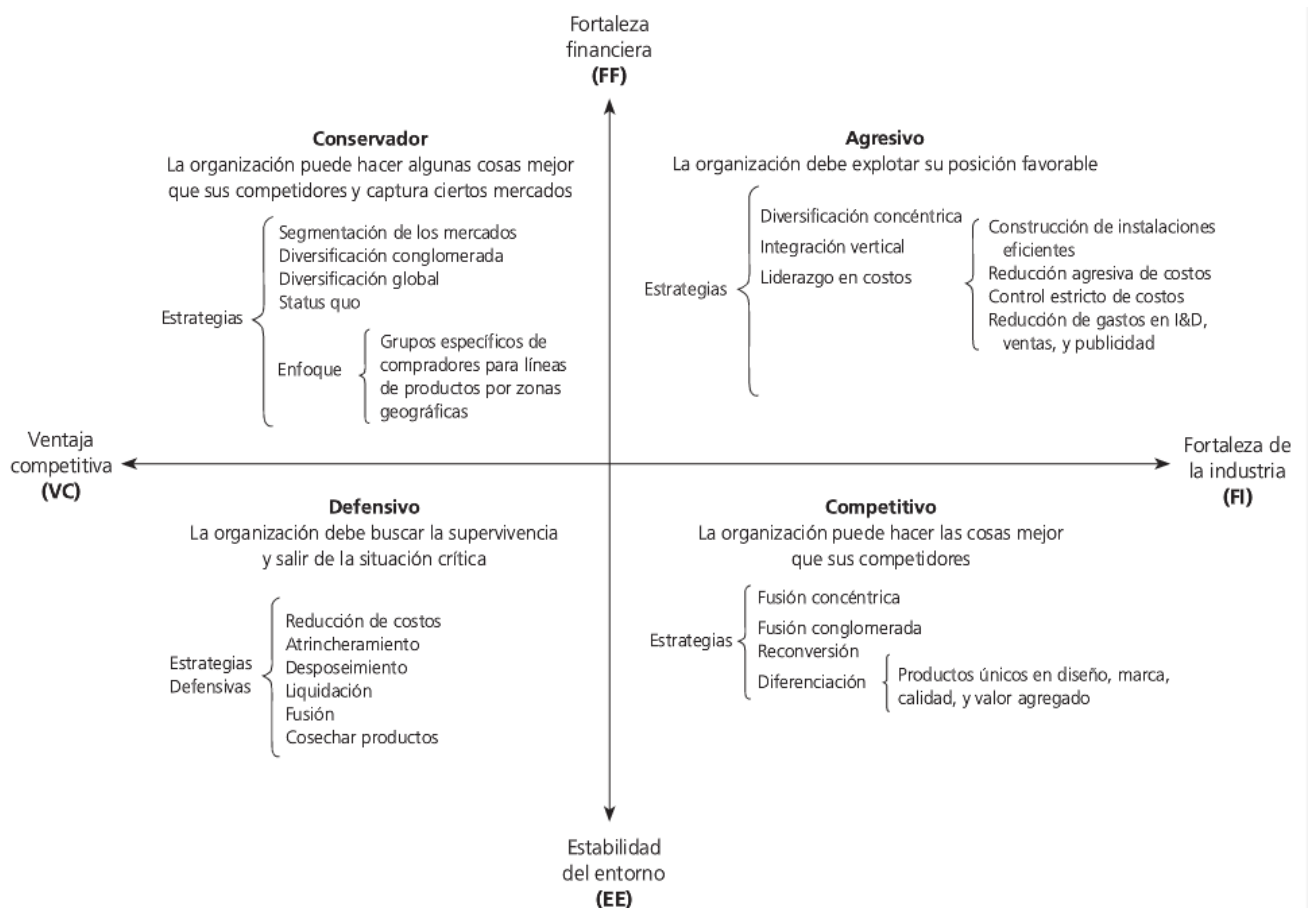 Fortaleza
financiera
(FF)
Conservador
La organización puede hacer algunas cosas mejor
que sus competidores y captura ciertos mercados
Estrategias
Segmentación de los mercados
Diversificación conglomerada
Diversificación global
Status quo
Enfoque
Grupos específicos de
compradores para líneas
de productos por zonas
geográficas
Agresivo
La organización debe explotar su posición favorable
Estrategias
Diversificación concéntrica
Integración vertical
Liderazgo en costos
Construcción de instalaciones
eficientes
Reducción agresiva de costos
Control estricto de costos
Reducción de gastos en I&D,
ventas, y publicidad
Ventaja
competitiva
(VC)
Fortaleza de
la industria
(FI)
Defensivo
La organización debe buscar la supervivencia
y salir de la situación crítica
Estrategias
Defensivas
Reducción de costos
Atrincheramiento
Desposeimiento
Liquidación
Fusión
Cosechar productos
Competitivo
La organización puede hacer las cosas mejor
que sus competidores
Estrategias
Fusión concéntrica
Fusión conglomerada
Reconversión
Diferenciación
Productos únicos en diseño, marca,
calidad, y valor agregado
Estabilidad
del entorno
(EE)